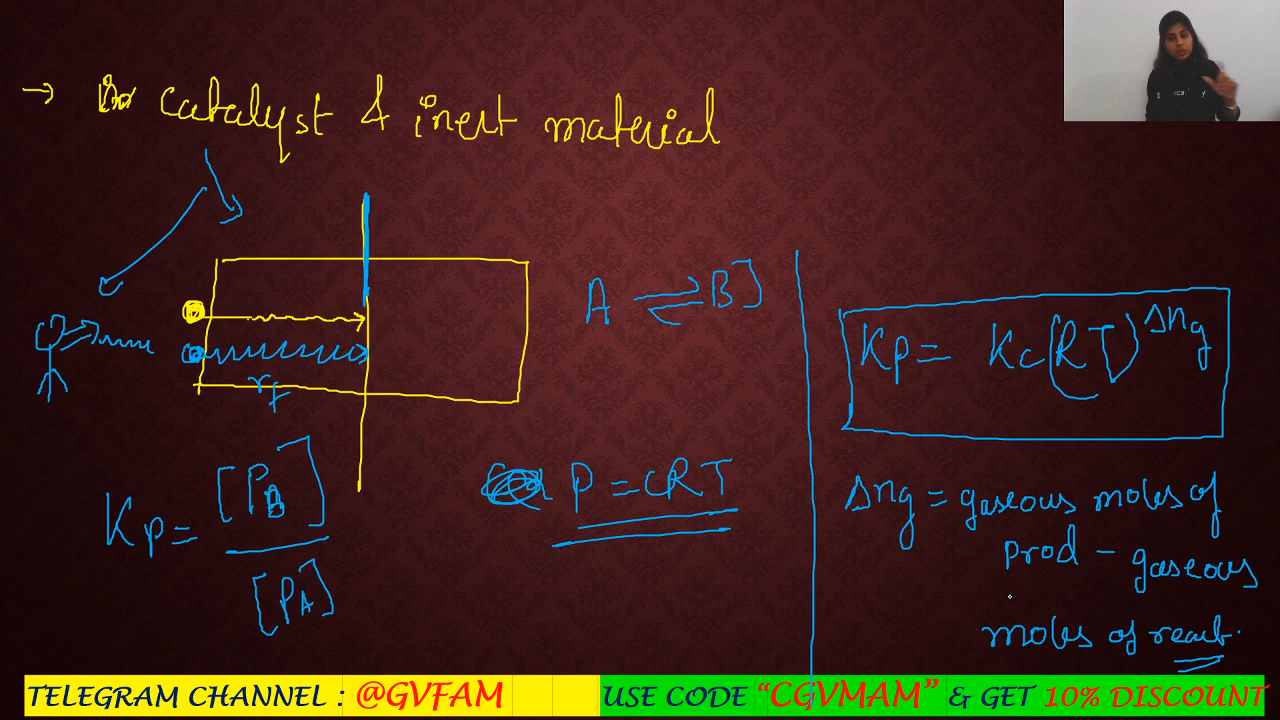 → catalyst & inert material
A ⇌ B]
rf
Kp = [PB] / [PA]
P = CRT
Kp = Kc (RT)^Δng
Δng = gaseous moles of
prod - gaseous
moles of react.
TELEGRAM CHANNEL : @GVFAM
USE CODE “CGVMAM” & GET 10% DISCOUNT